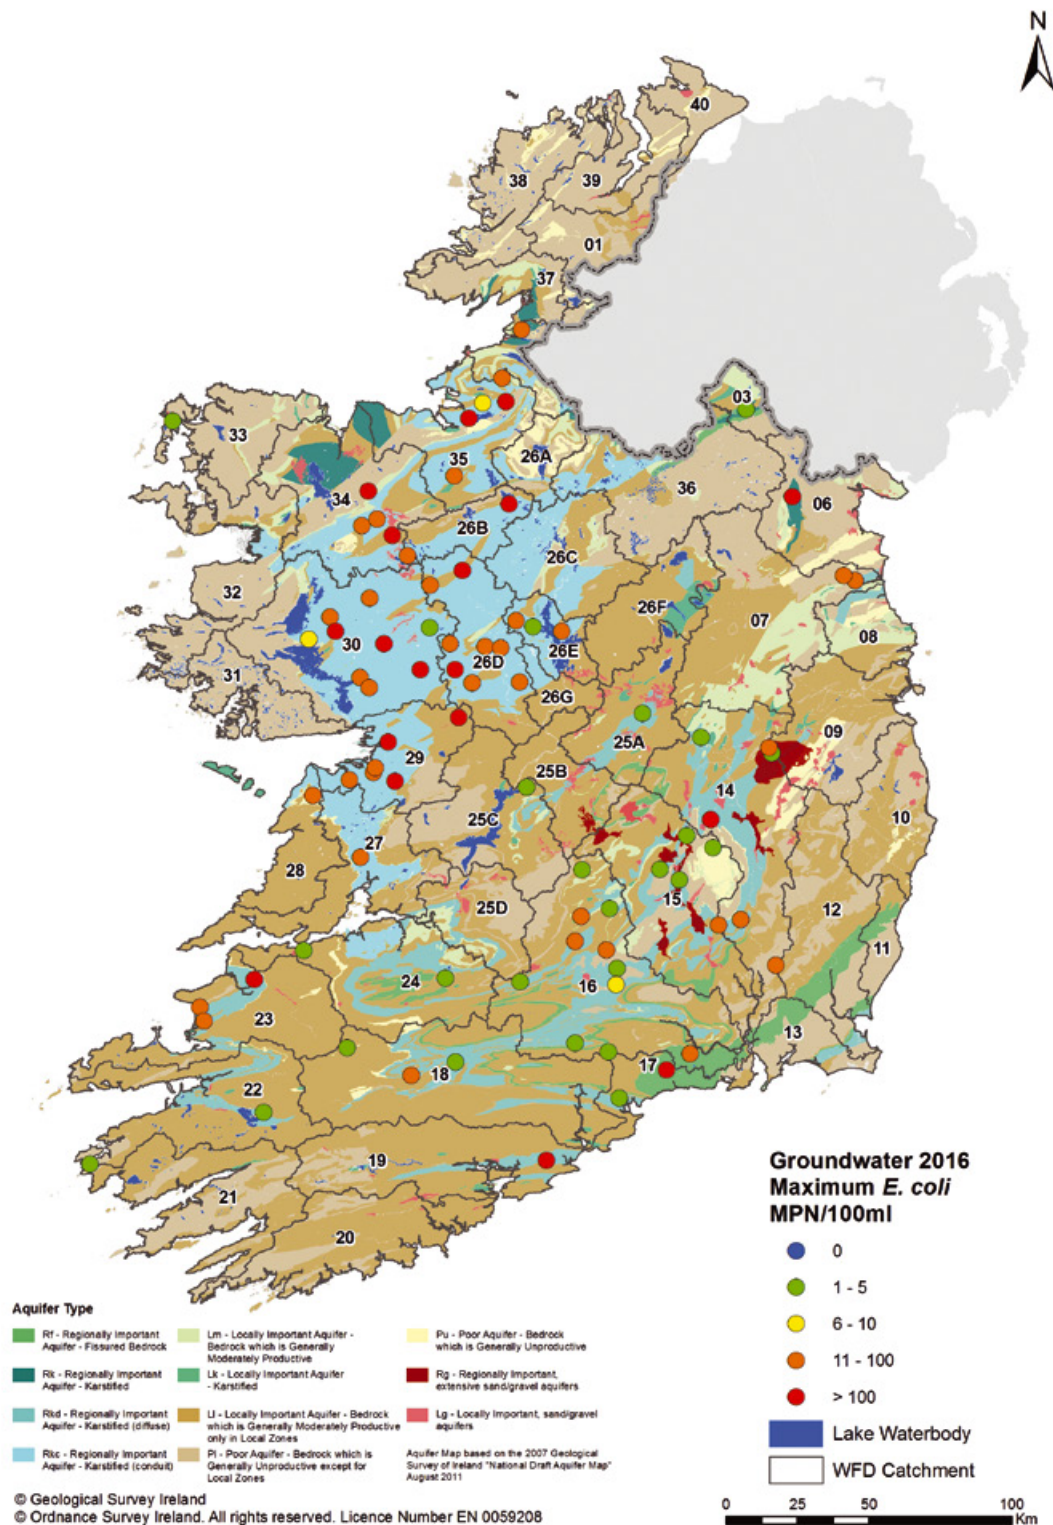 N
40
38
39
01
37
03
33
26A
35
36
06
34
26B
26C
32
26F
07
08
30
26E
26D
31
26G
09
25A
29
25B
14
10
25C
27
28
15
25D
12
11
24
16
23
13
17
18
22
19
21
20
Groundwater 2016
Maximum E. coli
MPN/100ml
0
1 - 5
6 - 10
11 - 100
> 100
Lake Waterbody
WFD Catchment
0 25 50 100
Km
Aquifer Type
Rf - Regionally Important
Aquifer - Fissured Bedrock
Rk - Regionally Important
Aquifer - Karstified
Rkd - Regionally Important
Aquifer - Karstified (diffuse)
Rkc - Regionally Important
Aquifer - Karstified (conduit)
Lm - Locally Important Aquifer -
Bedrock which is Generally
Moderately Productive
Lk - Locally Important Aquifer
- Karstified
Ll - Locally Important Aquifer - Bedrock
which is Generally Moderately Productive
only in Local Zones
Pl - Poor Aquifer - Bedrock which is
Generally Unproductive except for
Local Zones
Pu - Poor Aquifer - Bedrock
which is Generally Unproductive
Rg - Regionally Important,
extensive sand/gravel aquifers
Lg - Locally Important, sand/gravel
aquifers
Aquifer Map based on the 2007 Geological
Survey of Ireland "National Draft Aquifer Map"
August 2011
© Geological Survey Ireland
© Ordnance Survey Ireland. All rights reserved. Licence Number EN 0059208